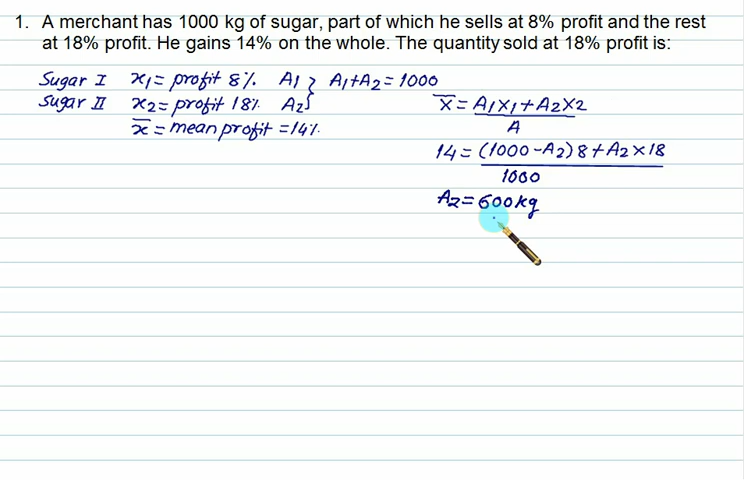 1. A merchant has 1000 kg of sugar, part of which he sells at 8% profit and the rest
at 18% profit. He gains 14% on the whole. The quantity sold at 18% profit is:
Sugar I x1 = profit 8%. A1 } A1+A2 = 1000
Sugar II x2 = profit 18% A2
x̄ = mean profit = 14%.
x̄ = A1X1 + A2X2
A
14 = (1000-A2) 8 + A2 × 18
1000
A2 = 600kg